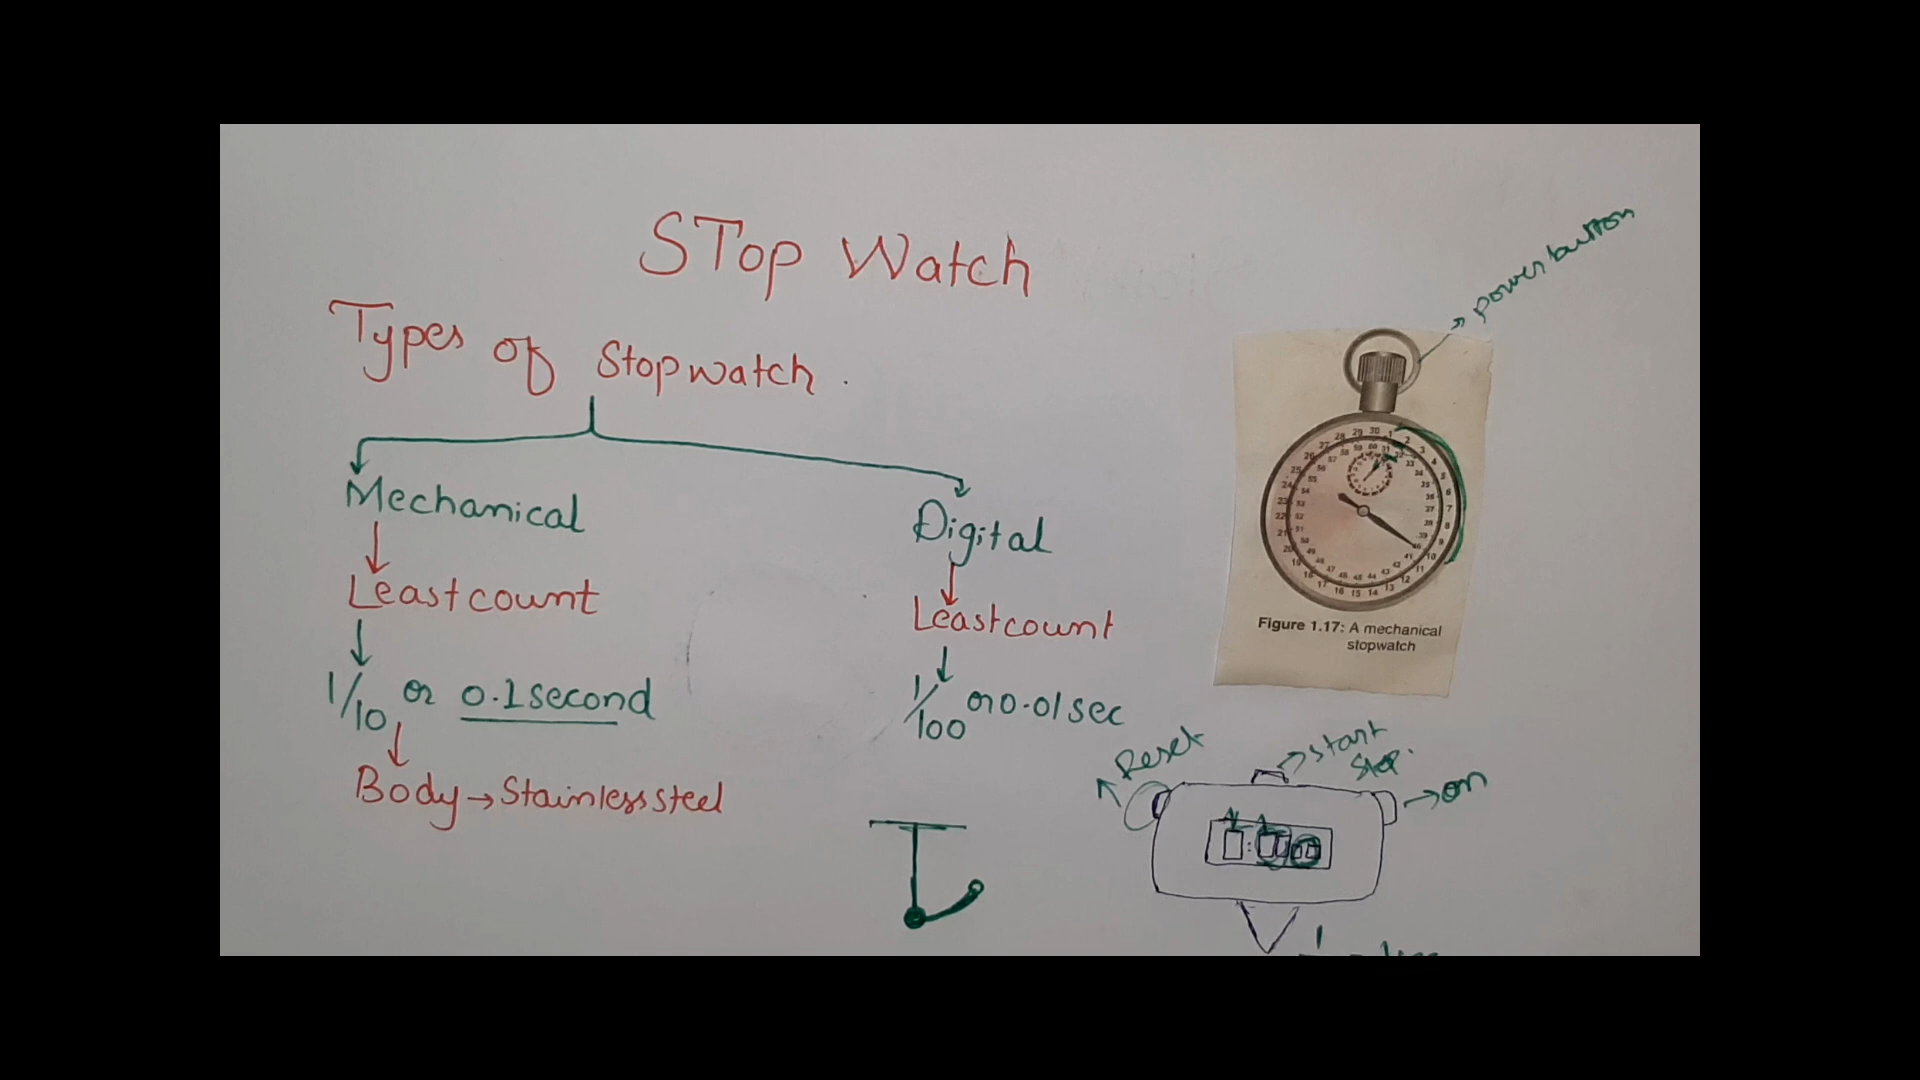 STop Watch
Types of Stopwatch.
Mechanical
Leastcount
1/10 or 0.1second
Body → Stainless steel
Digital
Leastcount
1/100 or 0.01sec
power button
Figure 1.17: A mechanical
stopwatch
Reset
start
stop.
on